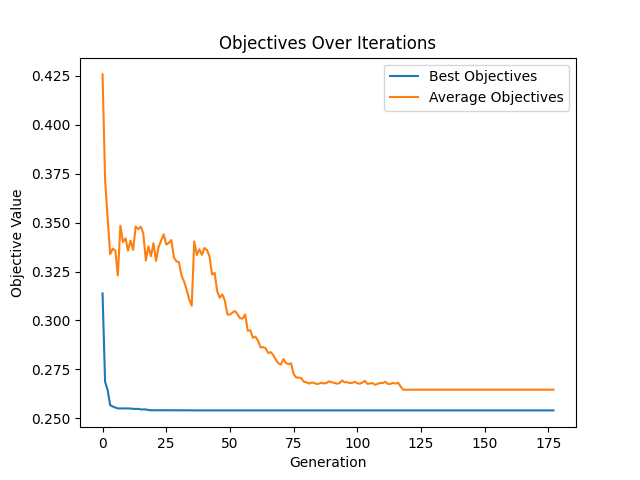 Objectives Over Iterations
Best Objectives
Average Objectives
Objective Value
0.425
0.400
0.375
0.350
0.325
0.300
0.275
0.250
0 25 50 75 100 125 150 175
Generation